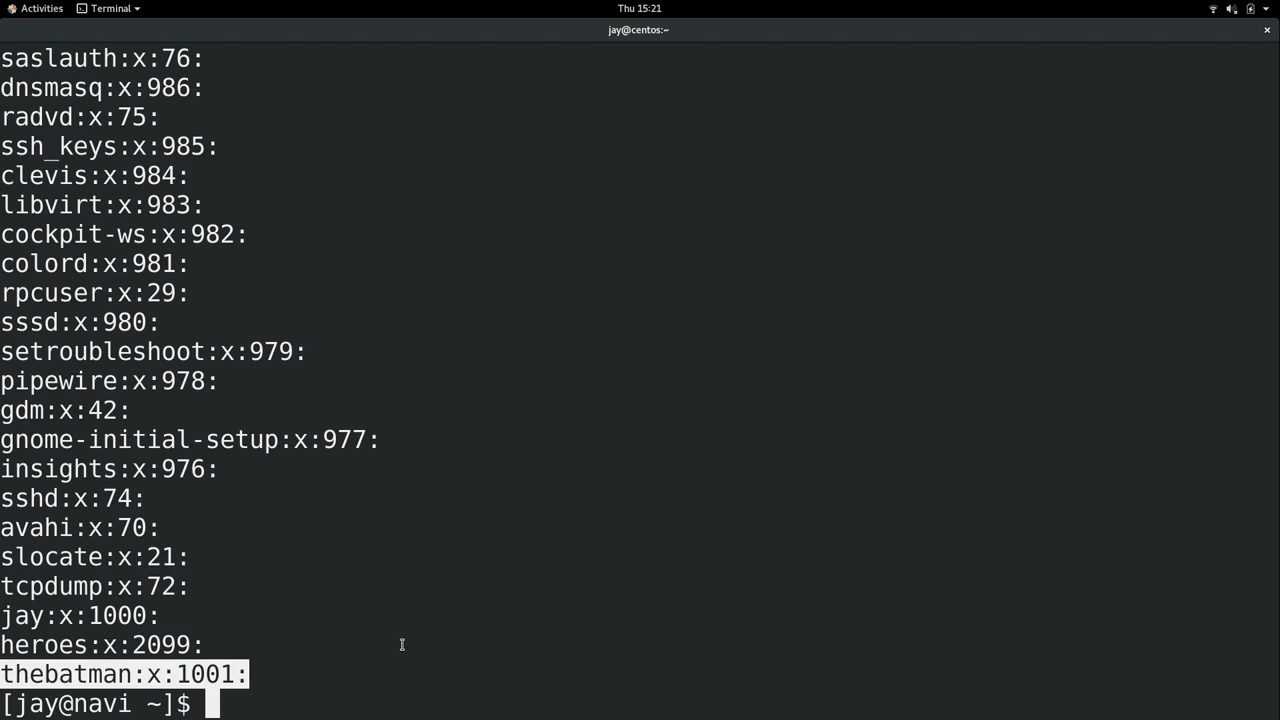 Activities Terminal Thu 15:21
jay@centos:~ ×
saslauth:x:76:
dnsmasq:x:986:
radvd:x:75:
ssh_keys:x:985:
clevis:x:984:
libvirt:x:983:
cockpit-ws:x:982:
colord:x:981:
rpcuser:x:29:
sssd:x:980:
setroubleshoot:x:979:
pipewire:x:978:
gdm:x:42:
gnome-initial-setup:x:977:
insights:x:976:
sshd:x:74:
avahi:x:70:
slocate:x:21:
tcpdump:x:72:
jay:x:1000:
heroes:x:2099:
thebatman:x:1001:
[jay@navi ~]$